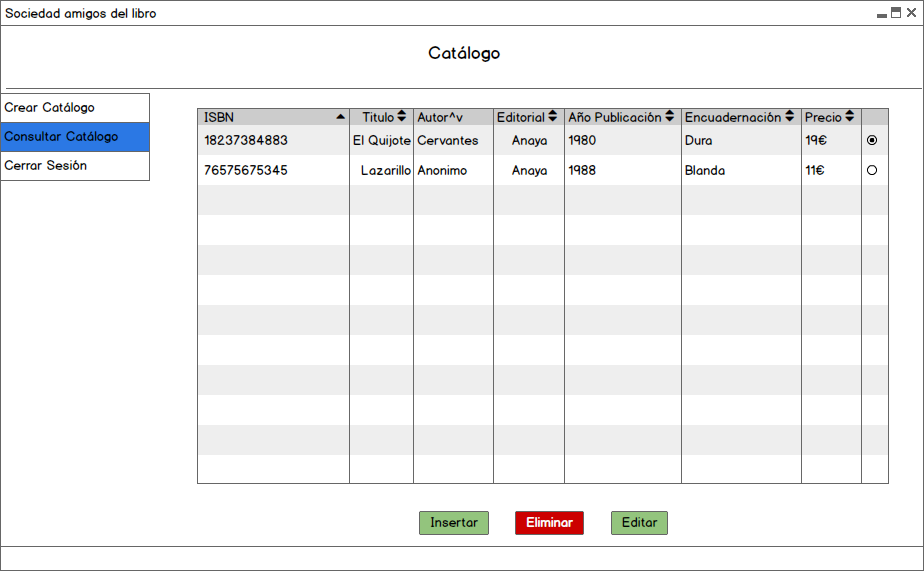 Sociedad amigos del libro
Catálogo
Crear Catálogo
Consultar Catálogo
Cerrar Sesión
ISBN Titulo Autor^v Editorial Año Publicación Encuadernación Precio
18237384883 El Quijote Cervantes Anaya 1980 Dura 19€
76575675345 Lazarillo Anonimo Anaya 1988 Blanda 11€
Insertar Eliminar Editar